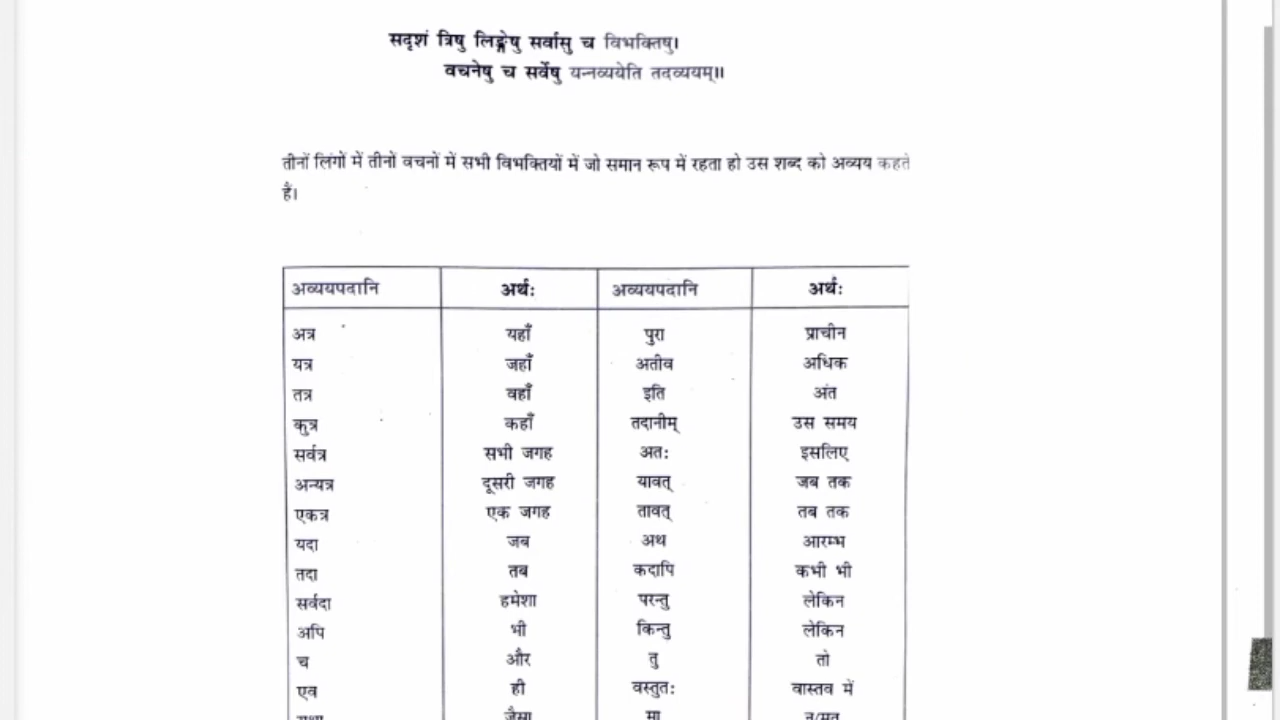 सदृशं त्रिषु लिङ्गेषु सर्वासु च विभक्तिषु।
वचनेषु च सर्वेषु यन्नव्ययेति तदव्ययम्॥
तीनों लिंगों में तीनों वचनों में सभी विभक्तियों में जो समान रूप में रहता हो उस शब्द को अव्यय कहते
हैं।
अव्ययपदानि अर्थः अव्ययपदानि अर्थः
अत्र यहाँ पुरा प्राचीन
यत्र जहाँ अतीव अधिक
तत्र वहाँ इति अंत
कुत्र कहाँ तदानीम् उस समय
सर्वत्र सभी जगह अतः इसलिए
अन्यत्र दूसरी जगह यावत् जब तक
एकत्र एक जगह तावत् तब तक
यदा जब अथ आरम्भ
तदा तब कदापि कभी भी
सर्वदा हमेशा परन्तु लेकिन
अपि भी किन्तु लेकिन
च और तु तो
एव ही वस्तुतः वास्तव में
यथा जैसा मा न/मत